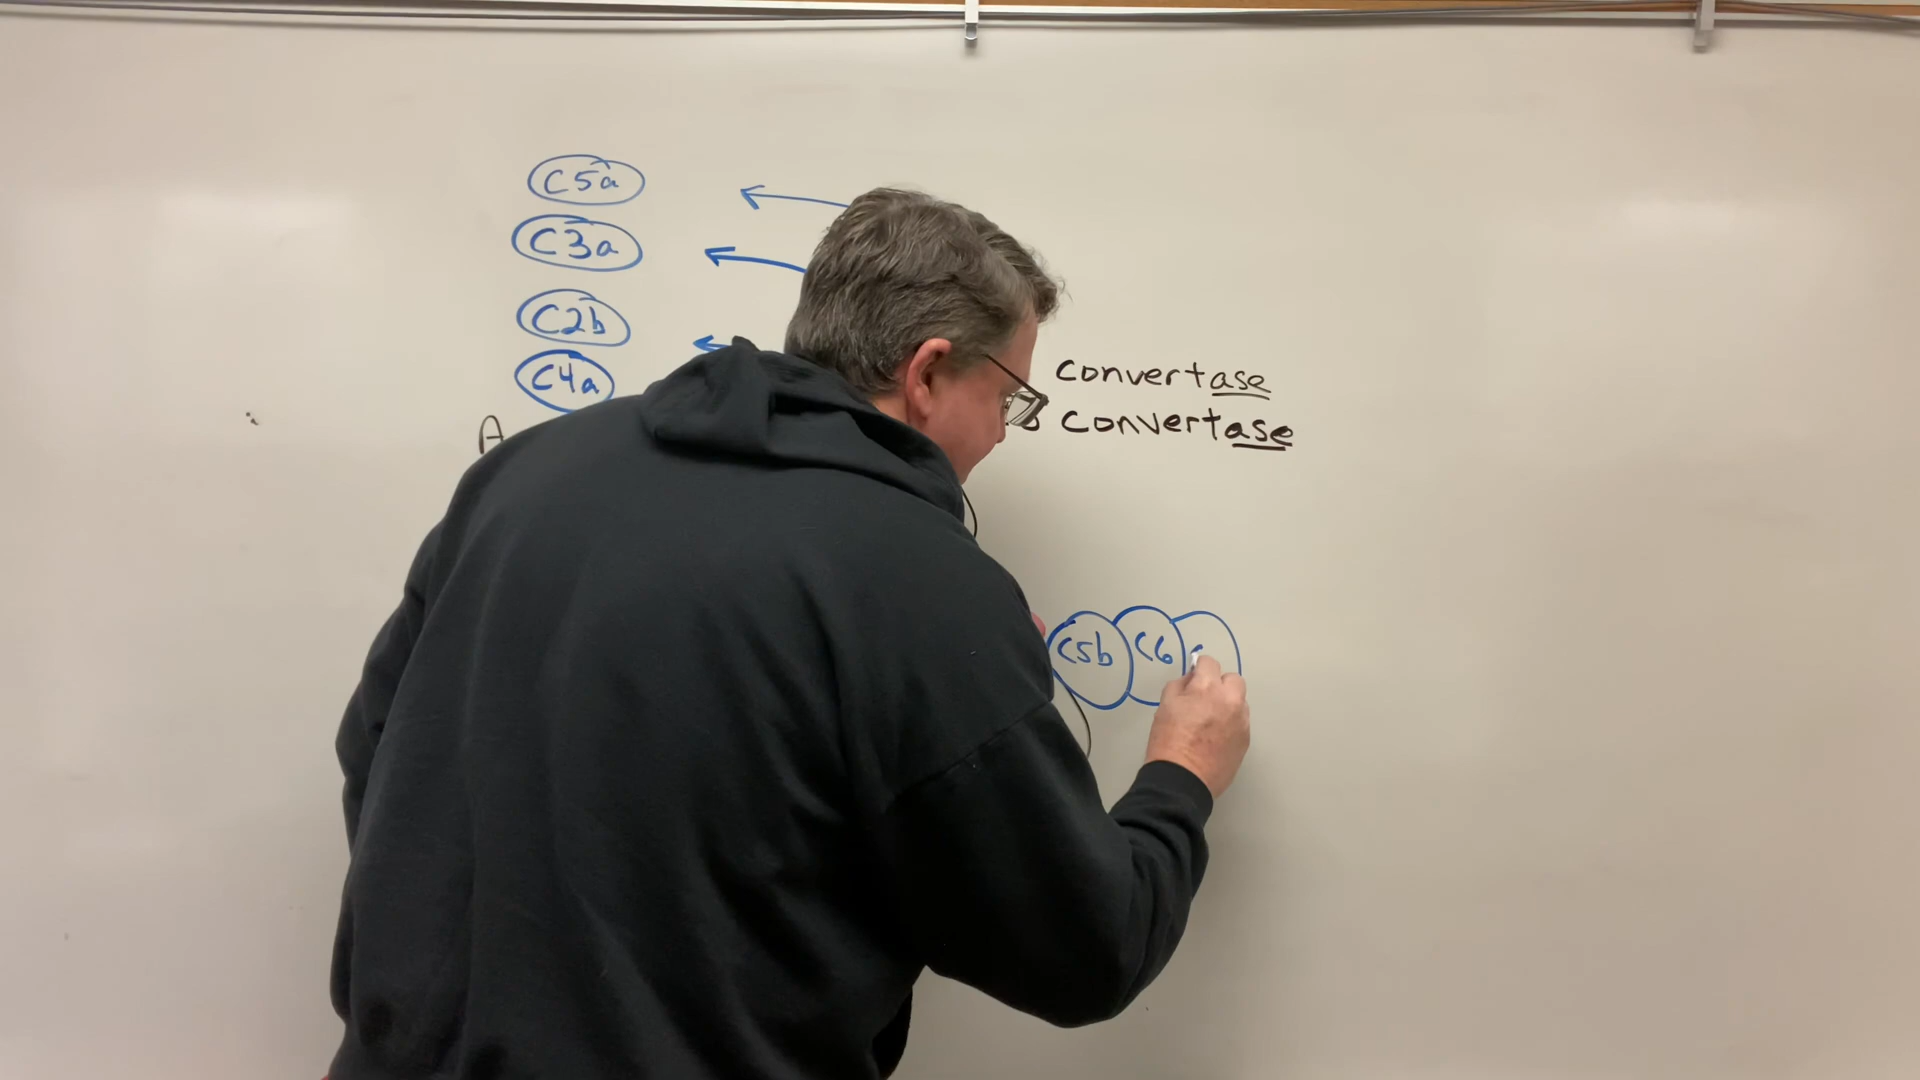 C5a
C3a
C2b
C4a
convertase
convertase
C5b C6